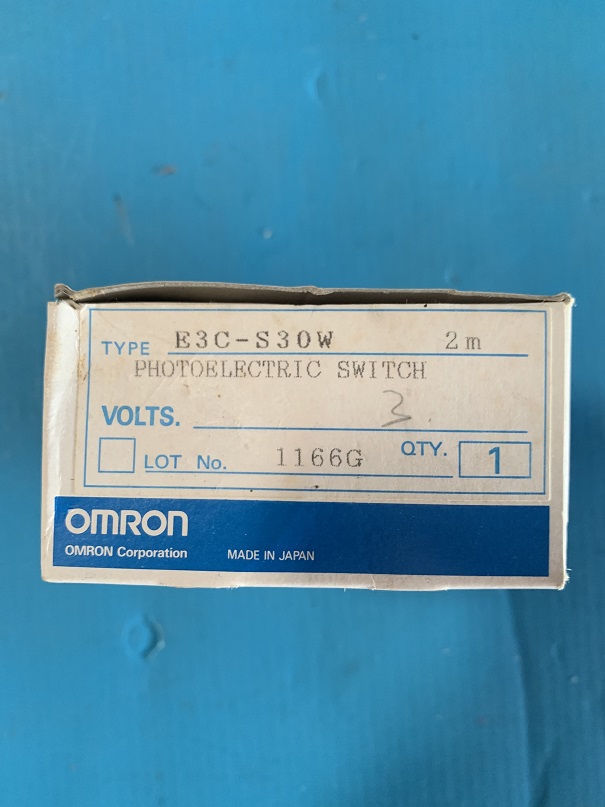 TYPE E3C-S30W 2m
PHOTOELECTRIC SWITCH
VOLTS. 3
LOT No. 1166G QTY. 1
OMRON
OMRON Corporation MADE IN JAPAN